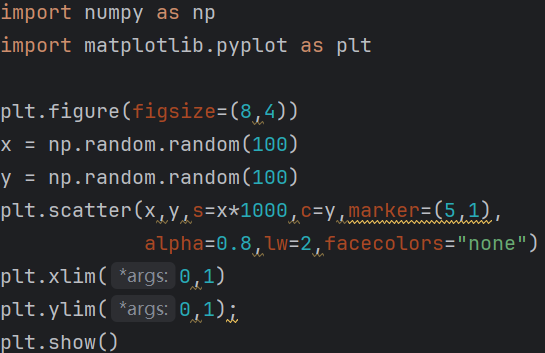 import numpy as np
import matplotlib.pyplot as plt
plt.figure(figsize=(8,4))
x = np.random.random(100)
y = np.random.random(100)
plt.scatter(x,y,s=x*1000,c=y,marker=(5,1),
alpha=0.8,lw=2,facecolors="none")
plt.xlim( *args: 0,1)
plt.ylim( *args: 0,1);
plt.show()